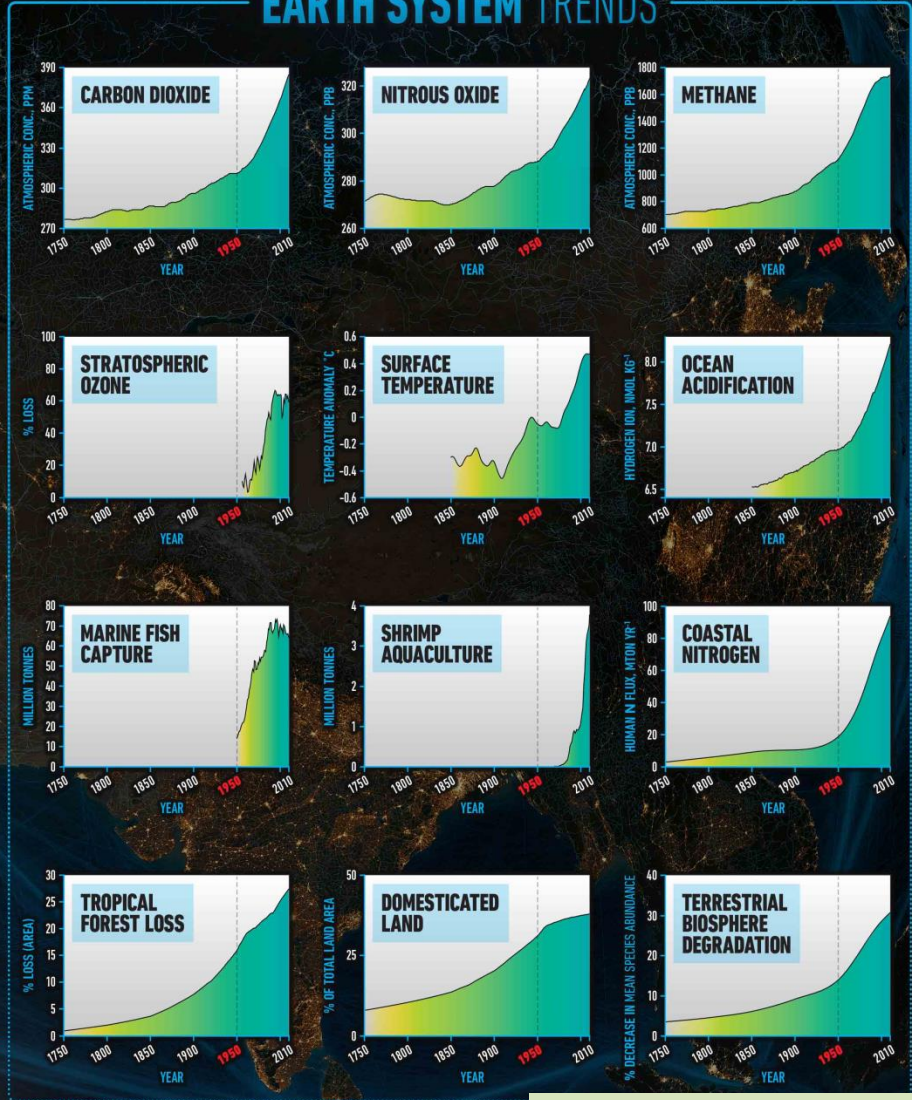 EARTH SYSTEM TRENDS
ATMOSPHERIC CONC., PPM
390
360
330
300
270
CARBON DIOXIDE
1750 1800 1850 1900 1950 2010
YEAR
ATMOSPHERIC CONC., PPB
320
300
280
260
NITROUS OXIDE
1750 1800 1850 1900 1950 2010
YEAR
ATMOSPHERIC CONC., PPB
1800
1600
1400
1200
1000
800
600
METHANE
1750 1800 1850 1900 1950 2010
YEAR
% LOSS
100
80
60
40
20
0
STRATOSPHERIC
OZONE
1750 1800 1850 1900 1950 2010
YEAR
TEMPERATURE ANOMALY °C
0.6
0.4
0.2
0
-0.2
-0.4
-0.6
SURFACE
TEMPERATURE
1750 1800 1850 1900 1950 2010
YEAR
HYDROGEN ION, NMOL KG⁻¹
8.0
7.5
7.0
6.5
OCEAN
ACIDIFICATION
1750 1800 1850 1900 1950 2010
YEAR
MILLION TONNES
80
70
60
50
40
30
20
10
0
MARINE FISH
CAPTURE
1750 1800 1850 1900 1950 2010
YEAR
MILLION TONNES
4
3
2
1
0
SHRIMP
AQUACULTURE
1750 1800 1850 1900 1950 2010
YEAR
HUMAN N FLUX, MTON YR⁻¹
100
80
60
40
20
0
COASTAL
NITROGEN
1750 1800 1850 1900 1950 2010
YEAR
% LOSS (AREA)
30
25
20
15
10
5
0
TROPICAL
FOREST LOSS
1750 1800 1850 1900 1950 2010
YEAR
% OF TOTAL LAND AREA
50
25
0
DOMESTICATED
LAND
1750 1800 1850 1900 1950 2010
YEAR
% DECREASE IN MEAN SPECIES ABUNDANCE
40
30
20
10
0
TERRESTRIAL
BIOSPHERE
DEGRADATION
1750 1800 1850 1900 1950 2010
YEAR